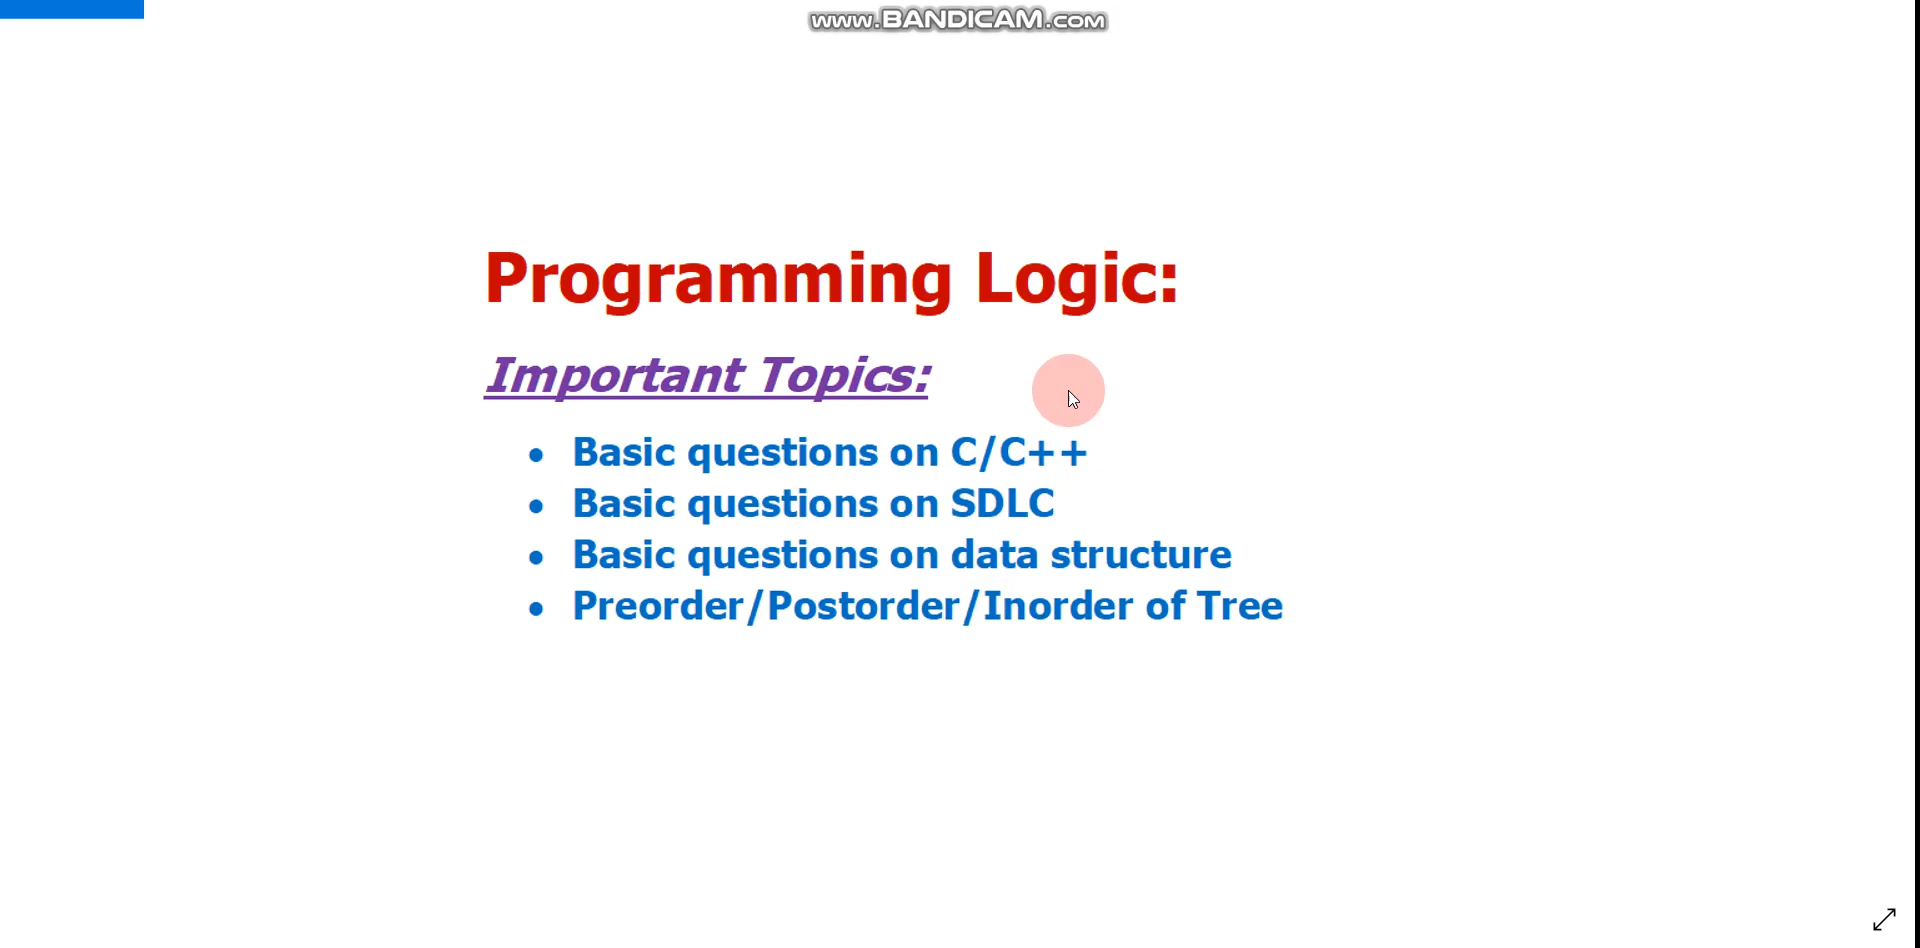 www.BANDICAM.com
Programming Logic:
Important Topics:
• Basic questions on C/C++
• Basic questions on SDLC
• Basic questions on data structure
• Preorder/Postorder/Inorder of Tree